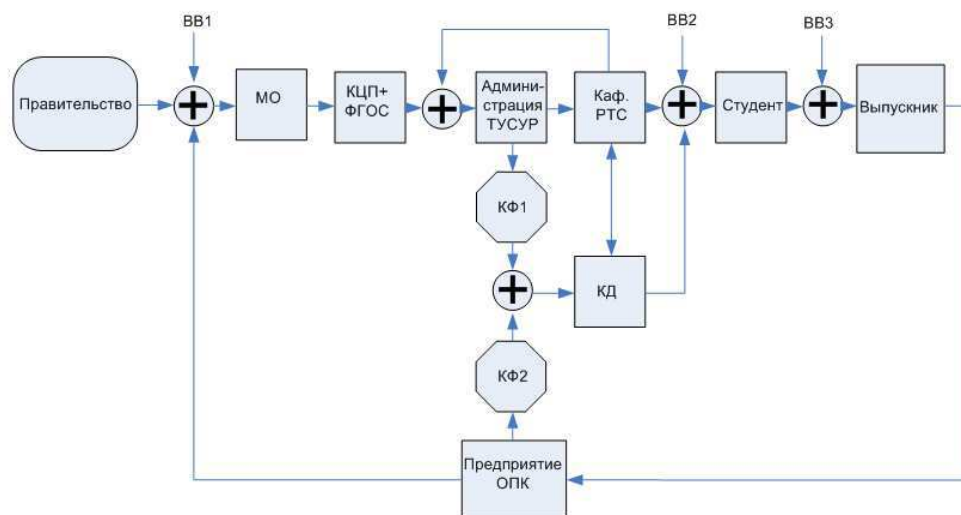 ВВ1
ВВ2
ВВ3
Правительство
МО
КЦП+
ФГОС
Админи-
страция
ТУСУР
Каф.
РТС
Студент
Выпускник
КФ1
КД
КФ2
Предприятие
ОПК